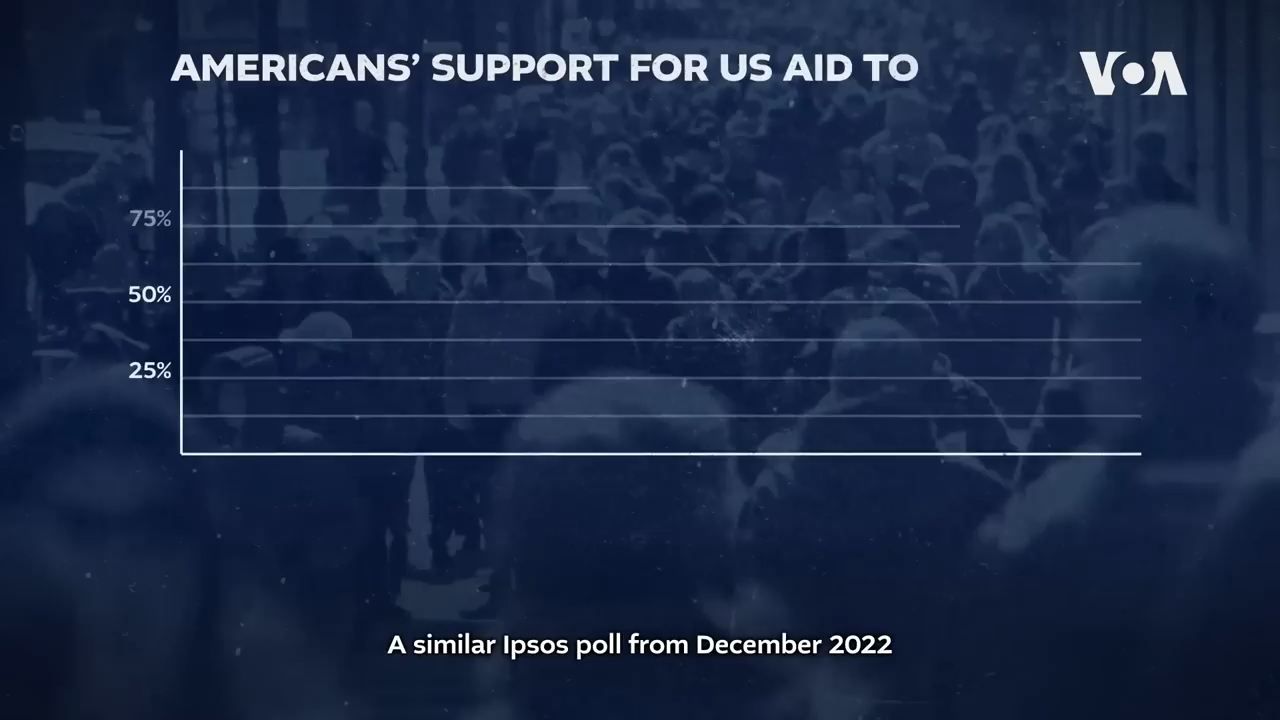 AMERICANS’ SUPPORT FOR US AID TO
VOA
75%
50%
25%
A similar Ipsos poll from December 2022